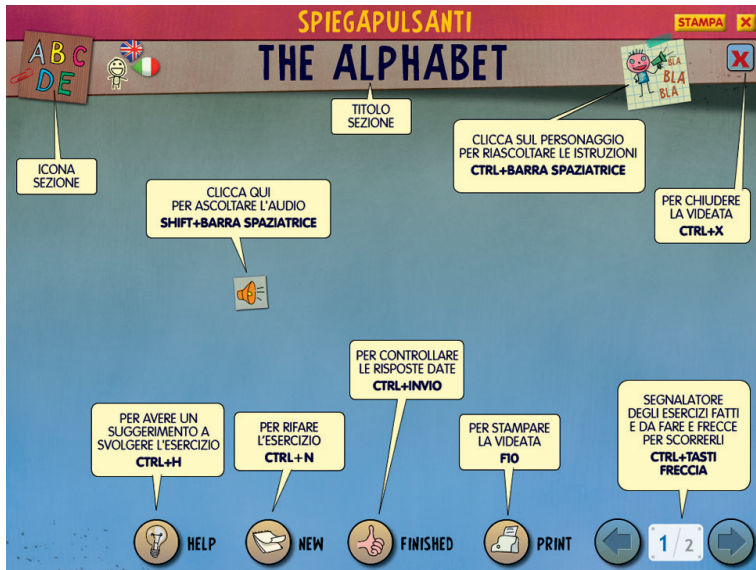 SPIEGAPULSANTI
STAMPA X
THE ALPHABET
A B C
D E
BLA
BLA
BLA
X
TITOLO
SEZIONE
ICONA
SEZIONE
CLICCA SUL PERSONAGGIO
PER RIASCOLTARE LE ISTRUZIONI
CTRL+BARRA SPAZIATRICE
CLICCA QUI
PER ASCOLTARE L'AUDIO
SHIFT+BARRA SPAZIATRICE
PER CHIUDERE
LA VIDEATA
CTRL+X
PER CONTROLLARE
LE RISPOSTE DATE
CTRL+INVIO
PER AVERE UN
SUGGERIMENTO A
SVOLGERE L'ESERCIZIO
CTRL+H
PER RIFARE
L'ESERCIZIO
CTRL+N
PER STAMPARE
LA VIDEATA
F10
SEGNALATORE
DEGLI ESERCIZI FATTI
E DA FARE E FRECCE
PER SCORRERLI
CTRL+TASTI
FRECCIA
HELP
NEW
FINISHED
PRINT
1/2